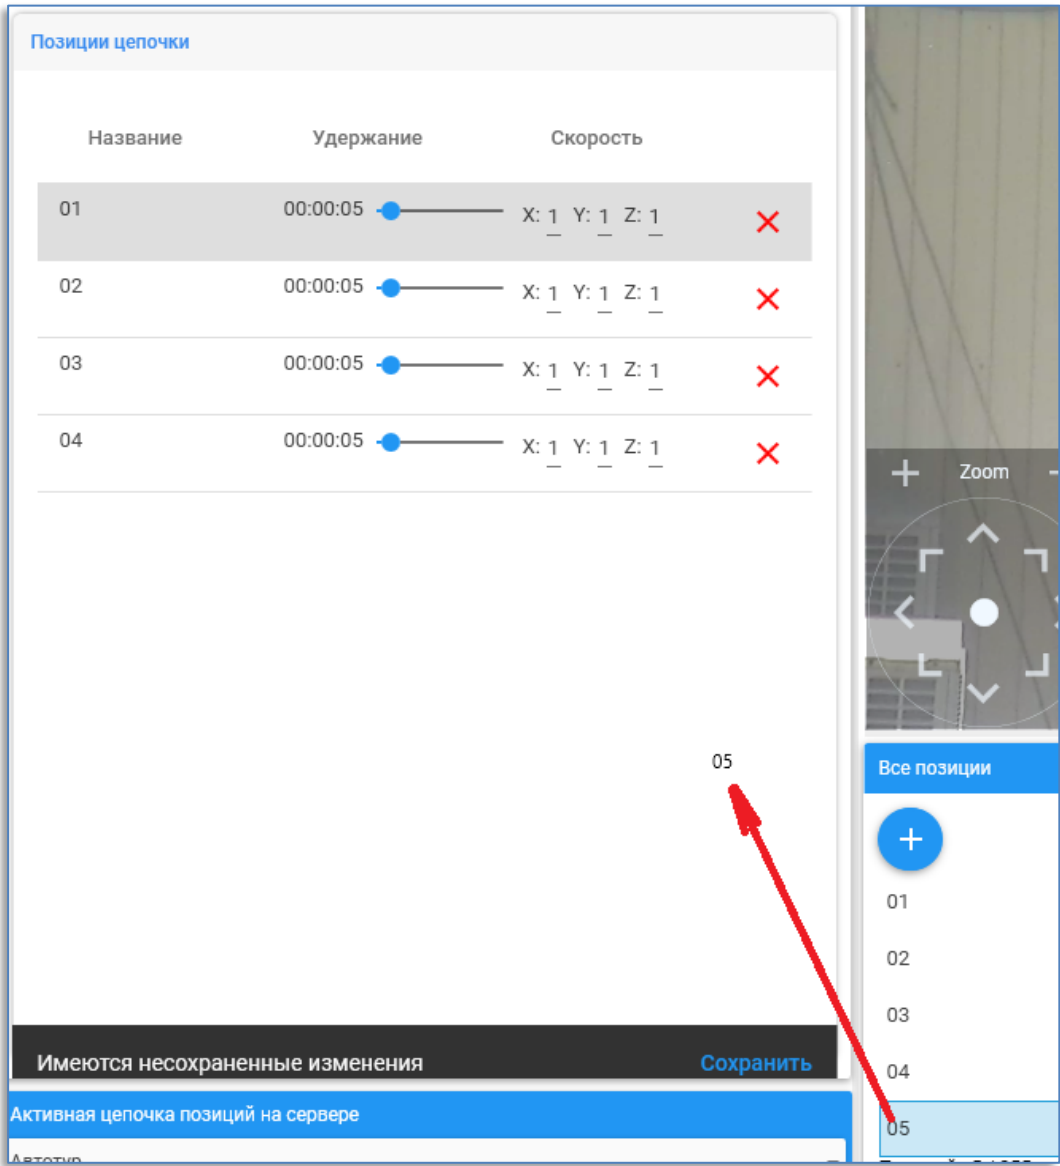 Позиции цепочки
Название Удержание Скорость
01 00:00:05 X: 1 Y: 1 Z: 1
02 00:00:05 X: 1 Y: 1 Z: 1
03 00:00:05 X: 1 Y: 1 Z: 1
04 00:00:05 X: 1 Y: 1 Z: 1
05
Имеются несохраненные изменения Сохранить
Активная цепочка позиций на сервере
Автотур
Zoom
Все позиции
01
02
03
04
05